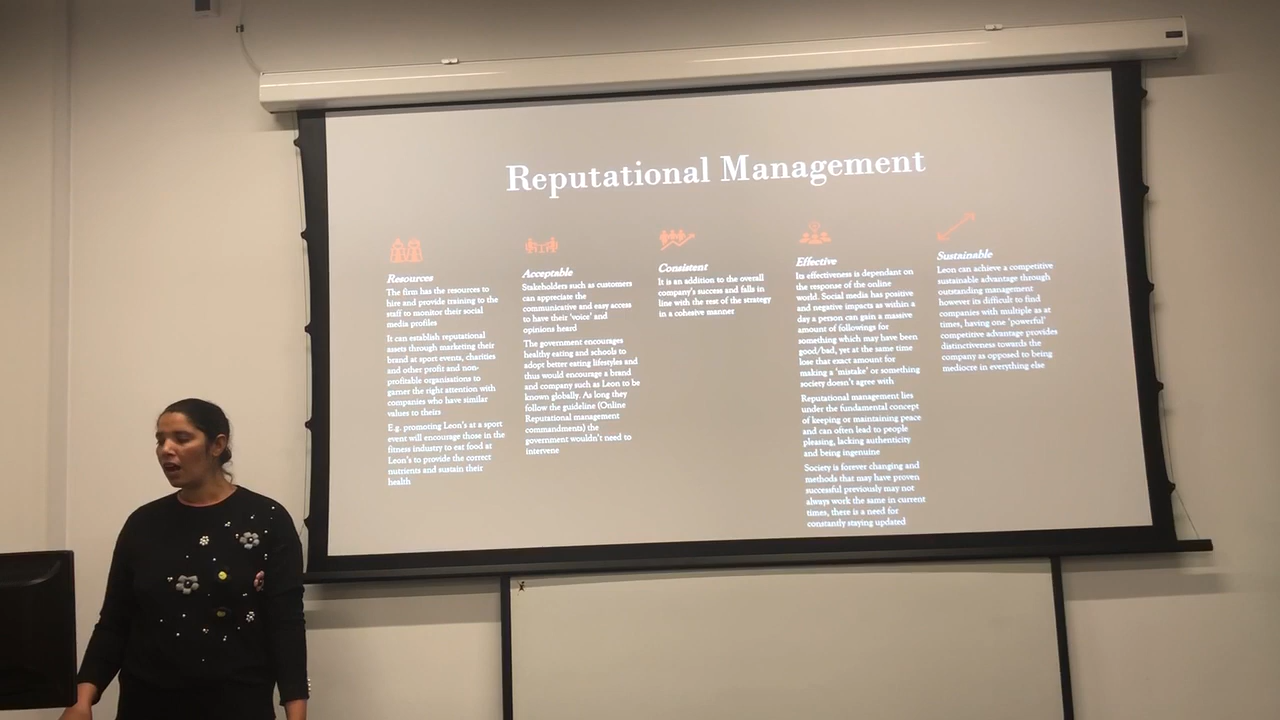 Reputational Management
Resources
The firm has the resources to
hire and provide training to the
staff to monitor their social
media profiles
It can establish reputational
assets through marketing their
brand at sport events, charities
and other profit and non-
profitable organisations to
garner the right attention with
companies who have similar
values to theirs
E.g. promoting Leon's at a sport
event will encourage those in the
fitness industry to eat food at
Leon's to provide the correct
nutrients and sustain their
health
Acceptable
Stakeholders such as customers
can appreciate the
communicative and easy access
to have their 'voice' and
opinions heard
The government encourages
healthy eating and schools to
adopt better eating lifestyles and
thus would encourage a brand
and company such as Leon to be
known globally. As long they
follow the guideline (Online
Reputational management
commandments) the
government wouldn't need to
intervene
Consistent
It is an addition to the overall
company's success and falls in
line with the rest of the strategy
in a cohesive manner
Effective
Its effectiveness is dependant on
the response of the online
world. Social media has positive
and negative impacts as within a
day a person can gain a massive
amount of followings for
something which may have been
good/bad, yet at the same time
lose that exact amount for
making a 'mistake' or something
society doesn't agree with
Reputational management lies
under the fundamental concept
of keeping or maintaining peace
and can often lead to people
pleasing, lacking authenticity
and being ingenuine
Society is forever changing and
methods that may have proven
successful previously may not
always work the same in current
times, there is a need for
constantly staying updated
Sustainable
Leon can achieve a competitive
sustainable advantage through
outstanding management
however its difficult to find
companies with multiple as at
times, having one 'powerful'
competitive advantage provides
distinctiveness towards the
company as opposed to being
mediocre in everything else